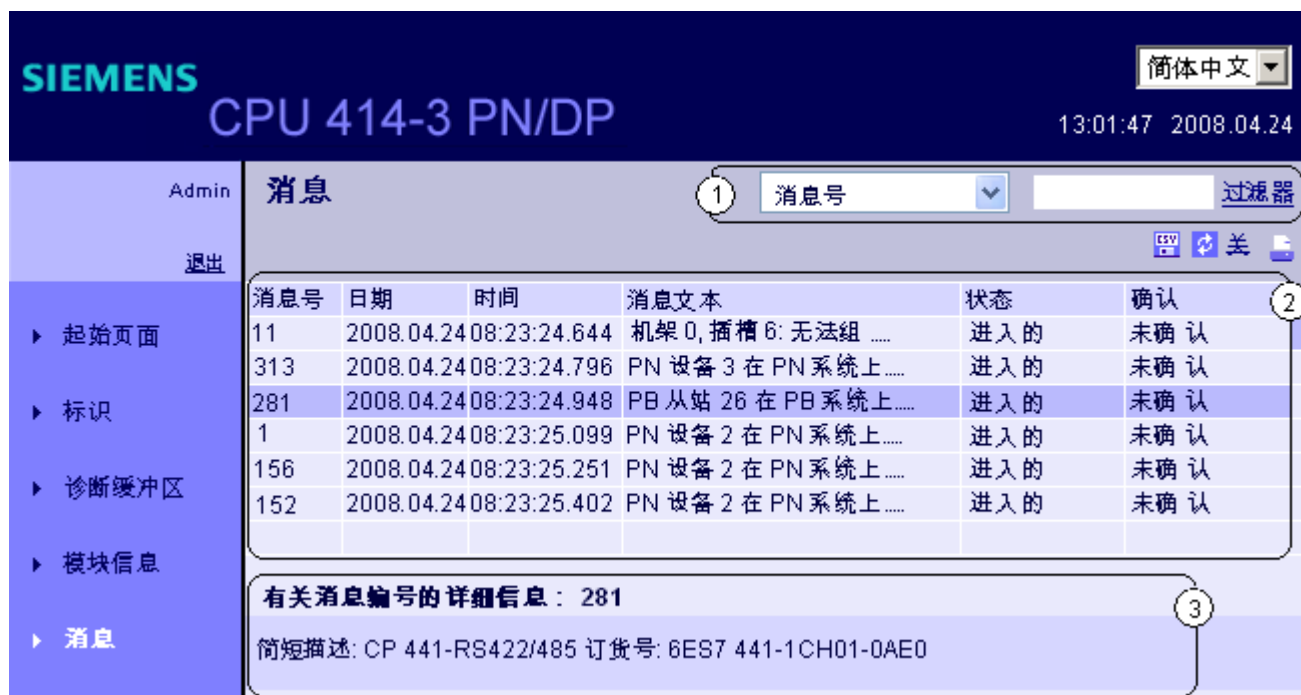 SIEMENS
CPU 414-3 PN/DP
简体中文
13:01:47 2008.04.24
Admin
退出
消息
1
消息号
过滤器
CSV
关
消息号 日期 时间 消息文本 状态 确认
2
11 2008.04.24 08:23:24.644 机架 0, 插槽 6: 无法组 ..... 进入的 未确 认
313 2008.04.24 08:23:24.796 PN 设备 3 在 PN 系统上..... 进入的 未确 认
281 2008.04.24 08:23:24.948 PB 从站 26 在 PB 系统上..... 进入的 未确 认
1 2008.04.24 08:23:25.099 PN 设备 2 在 PN 系统上..... 进入的 未确 认
156 2008.04.24 08:23:25.251 PN 设备 2 在 PN 系统上..... 进入的 未确 认
152 2008.04.24 08:23:25.402 PN 设备 2 在 PN 系统上..... 进入的 未确 认
起始页面
标识
诊断缓冲区
模块信息
消息
有关消息编号的详细信息: 281
3
简短描述: CP 441-RS422/485 订货号: 6ES7 441-1CH01-0AE0